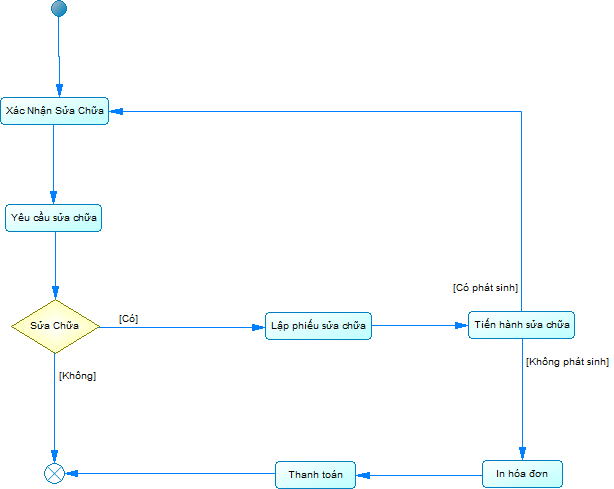 Xác Nhận Sửa Chữa
Yêu cầu sửa chữa
[Có phát sinh]
Sửa Chữa
[Có]
Lập phiếu sửa chữa
Tiến hành sửa chữa
[Không phát sinh]
[Không]
Thanh toán
In hóa đơn